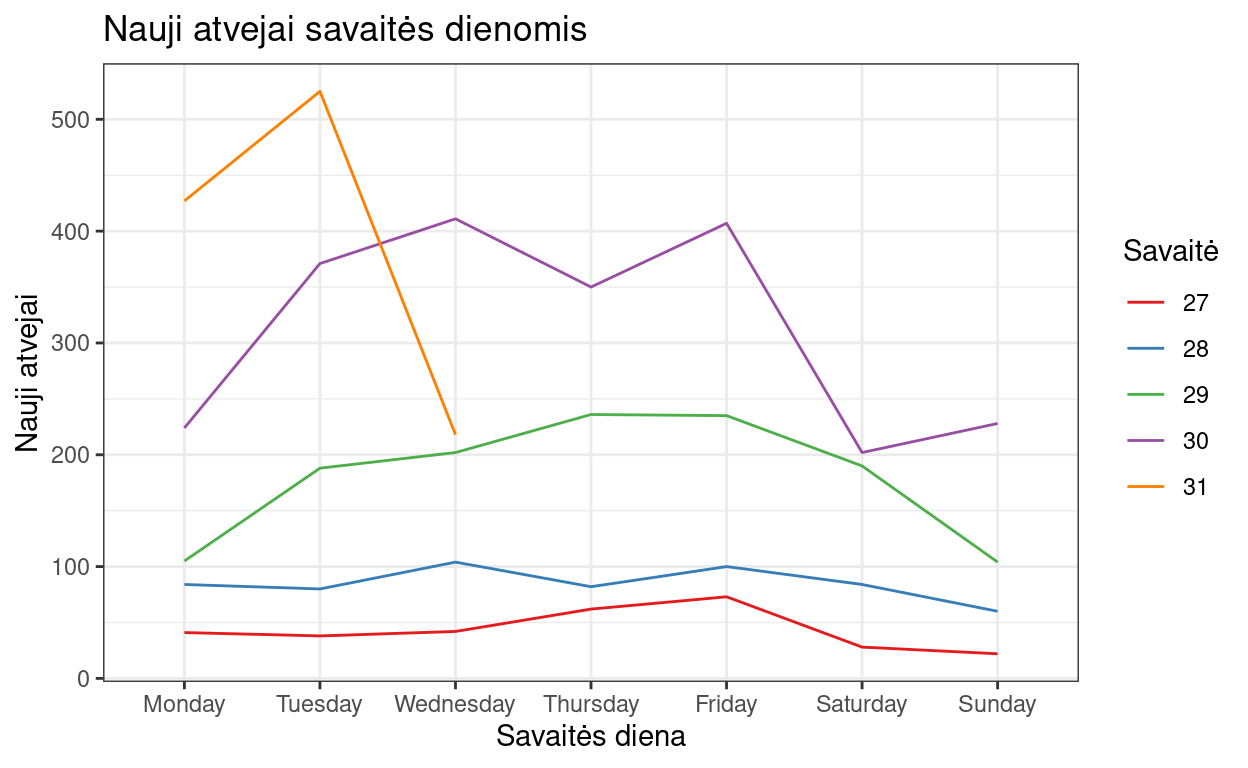 Nauji atvejai savaitės dienomis
Nauji atvejai
500
400
300
200
100
0
Monday Tuesday Wednesday Thursday Friday Saturday Sunday
Savaitės diena
Savaitė
27
28
29
30
31